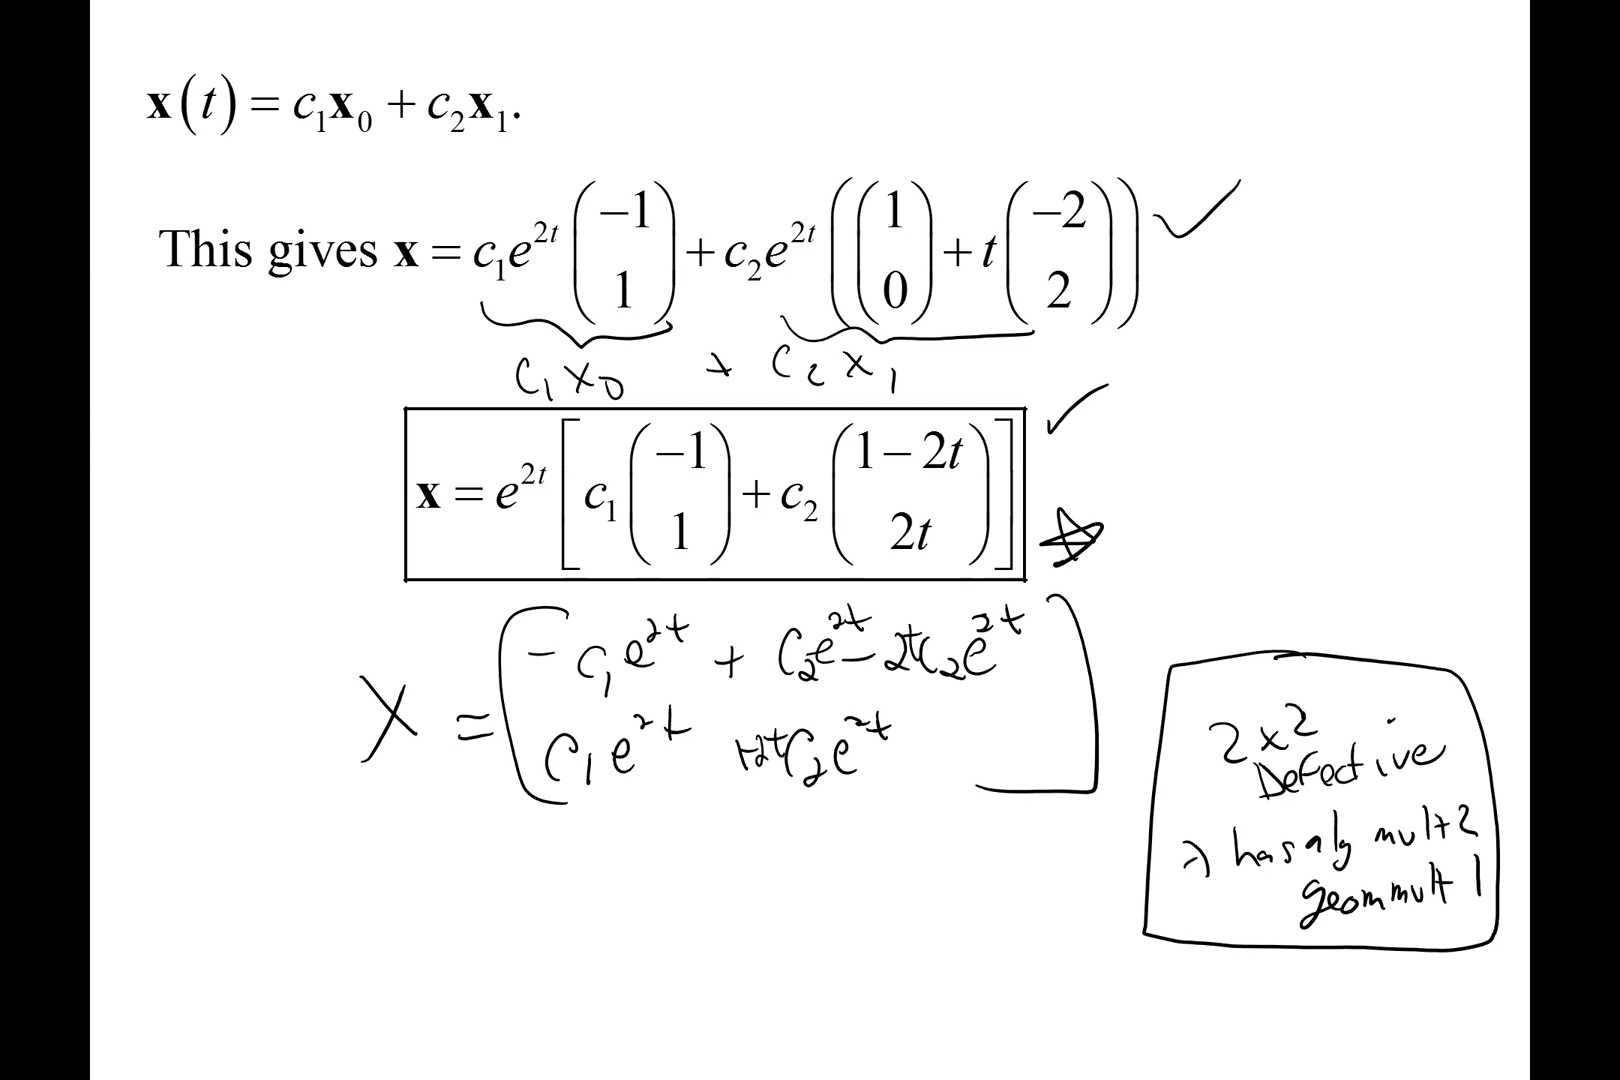 x(t) = c₁x₀ + c₂x₁.
This gives x = c₁e^{2t} (−1 1) + c₂e^{2t} ((1 0) + t (−2 2)) ✓
c₁x₀ + c₂x₁
x = e^{2t} [c₁ (−1 1) + c₂ (1−2t 2t)] ✓ ☆
X = [−c₁e^{2t} + c₂e^{2t} − 2tc₂e^{2t}
c₁e^{2t} +2tc₂e^{2t}]
2x2
Defective
λ has alg mult 2
geom mult 1